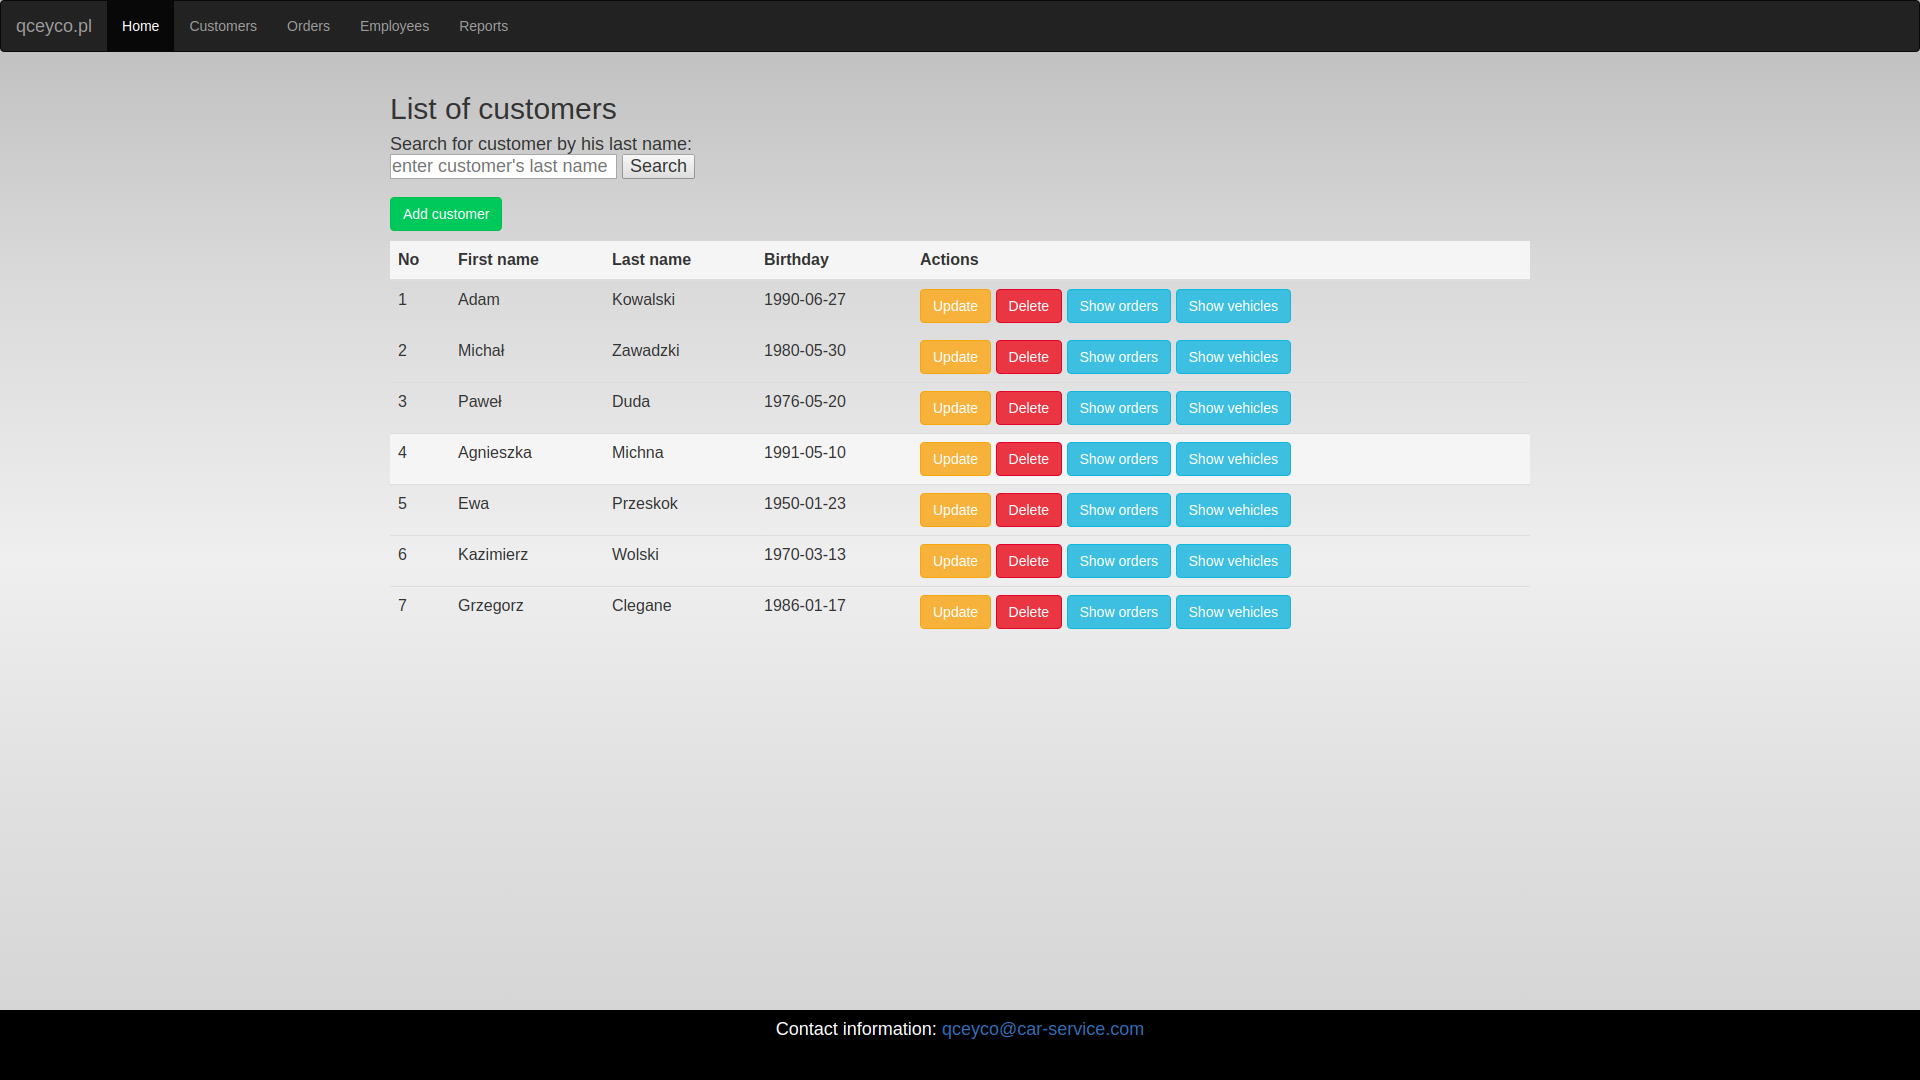 qceyco.pl Home Customers Orders Employees Reports
List of customers
Search for customer by his last name:
enter customer's last name Search
Add customer
No First name Last name Birthday Actions
1 Adam Kowalski 1990-06-27 Update Delete Show orders Show vehicles
2 Michał Zawadzki 1980-05-30 Update Delete Show orders Show vehicles
3 Paweł Duda 1976-05-20 Update Delete Show orders Show vehicles
4 Agnieszka Michna 1991-05-10 Update Delete Show orders Show vehicles
5 Ewa Przeskok 1950-01-23 Update Delete Show orders Show vehicles
6 Kazimierz Wolski 1970-03-13 Update Delete Show orders Show vehicles
7 Grzegorz Clegane 1986-01-17 Update Delete Show orders Show vehicles
Contact information: qceyco@car-service.com